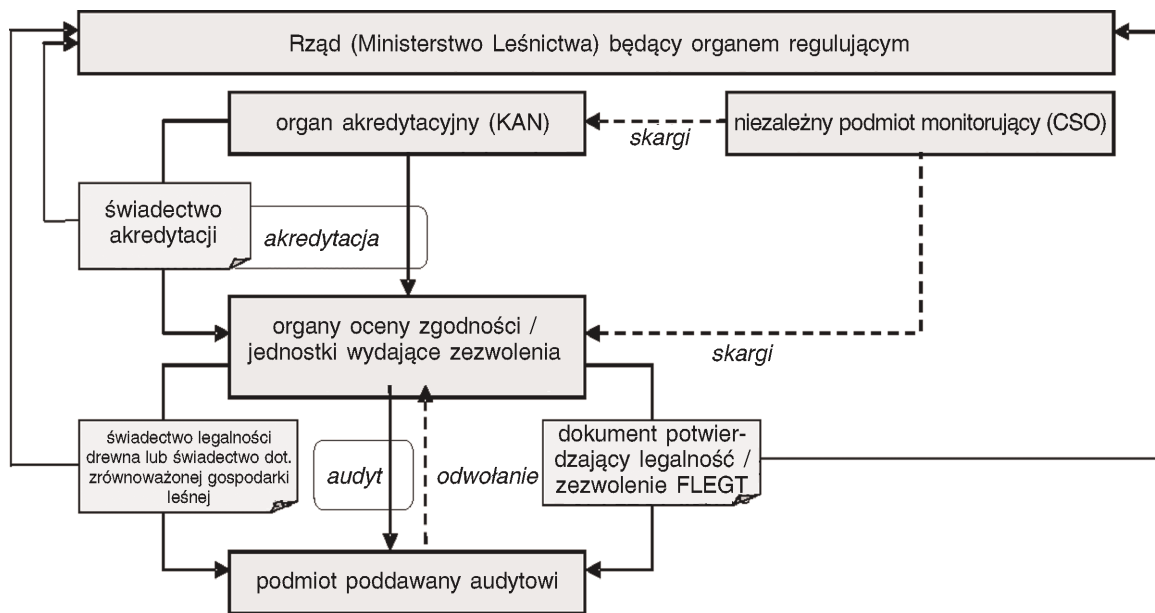 Rząd (Ministerstwo Leśnictwa) będący organem regulującym
organ akredytacyjny (KAN)
skargi
niezależny podmiot monitorujący (CSO)
świadectwo
akredytacji
akredytacja
organy oceny zgodności /
jednostki wydające zezwolenia
skargi
świadectwo legalności
drewna lub świadectwo dot.
zrównoważonej gospodarki
leśnej
audyt
odwołanie
dokument potwier-
dzający legalność /
zezwolenie FLEGT
podmiot poddawany audytowi